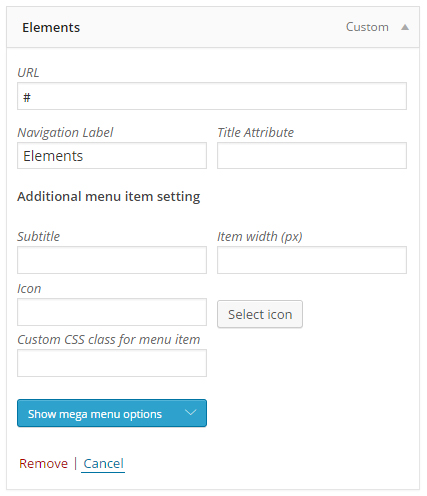 Elements Custom
URL
#
Navigation Label Title Attribute
Elements
Additional menu item setting
Subtitle Item width (px)
Icon
Select icon
Custom CSS class for menu item
Show mega menu options
Remove | Cancel